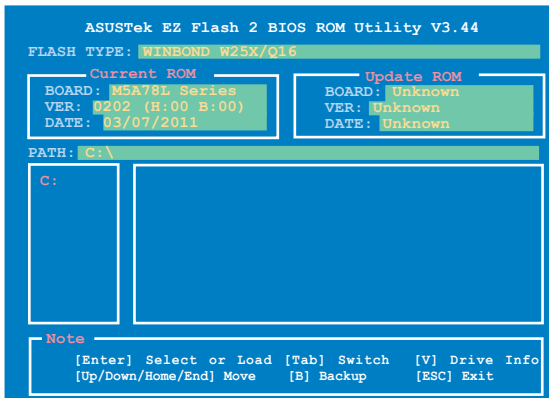 ASUSTek EZ Flash 2 BIOS ROM Utility V3.44
FLASH TYPE: WINBOND W25X/Q16
Current ROM
BOARD: M5A78L Series
VER: 0202 (H:00 B:00)
DATE: 03/07/2011
Update ROM
BOARD: Unknown
VER: Unknown
DATE: Unknown
PATH: C:\
C:
Note
[Enter] Select or Load [Tab] Switch [V] Drive Info
[Up/Down/Home/End] Move [B] Backup [ESC] Exit